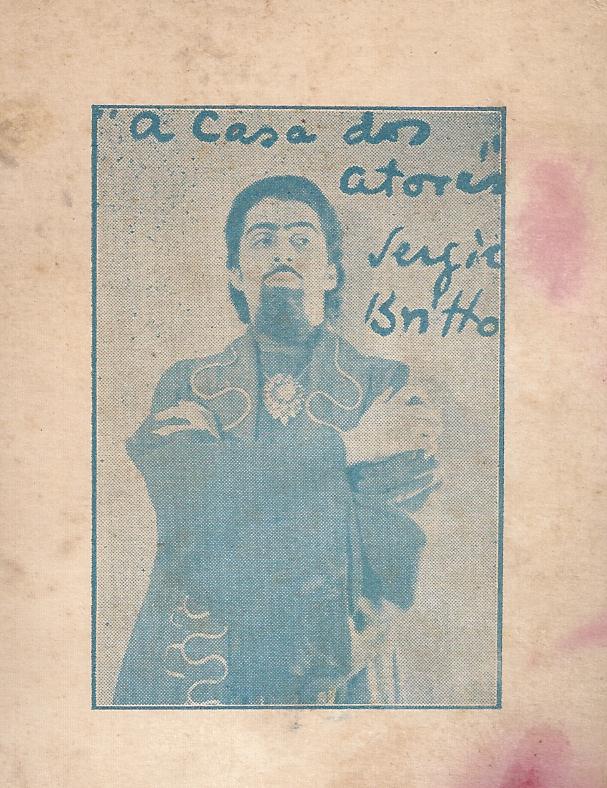 "A Casa dos
atores"
Sergio
Britto